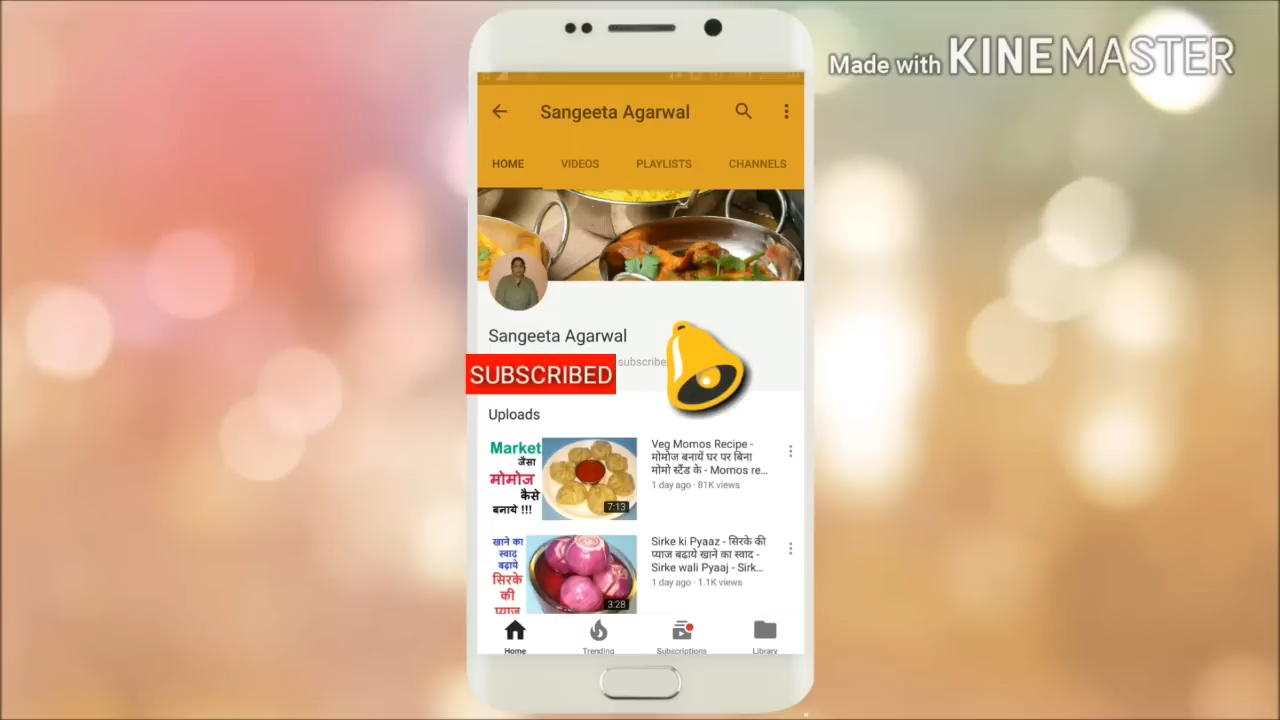 Made with KINEMASTER
Sangeeta Agarwal
HOME VIDEOS PLAYLISTS CHANNELS
Sangeeta Agarwal
SUBSCRIBED
subscribe
Uploads
Market
जैसा
मोमोज
कैसे
बनाये !!!
7:13
Veg Momos Recipe -
मोमोज बनायें घर पर बिना
मोमो स्टैंड के - Momos re...
1 day ago · 81K views
खाने का
स्वाद
बढ़ाये
सिरके
की
प्याज
3:28
Sirke ki Pyaaz - सिरके की
प्याज बढाये खाने का स्वाद -
Sirke wali Pyaaj - Sirk...
1 day ago · 1.1K views
Home Trending Subscriptions Library